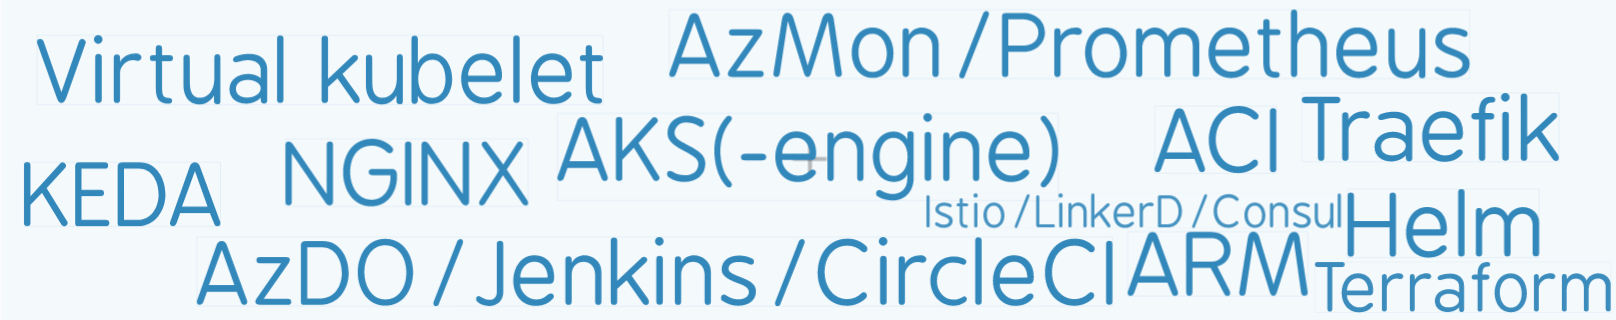 Virtual kubelet
AzMon /Prometheus
KEDA
NGINX
AKS(-engine)
ACI
Traefik
Istio /LinkerD /Consul
Helm
AzDO / Jenkins / CircleCI
ARM
Terraform